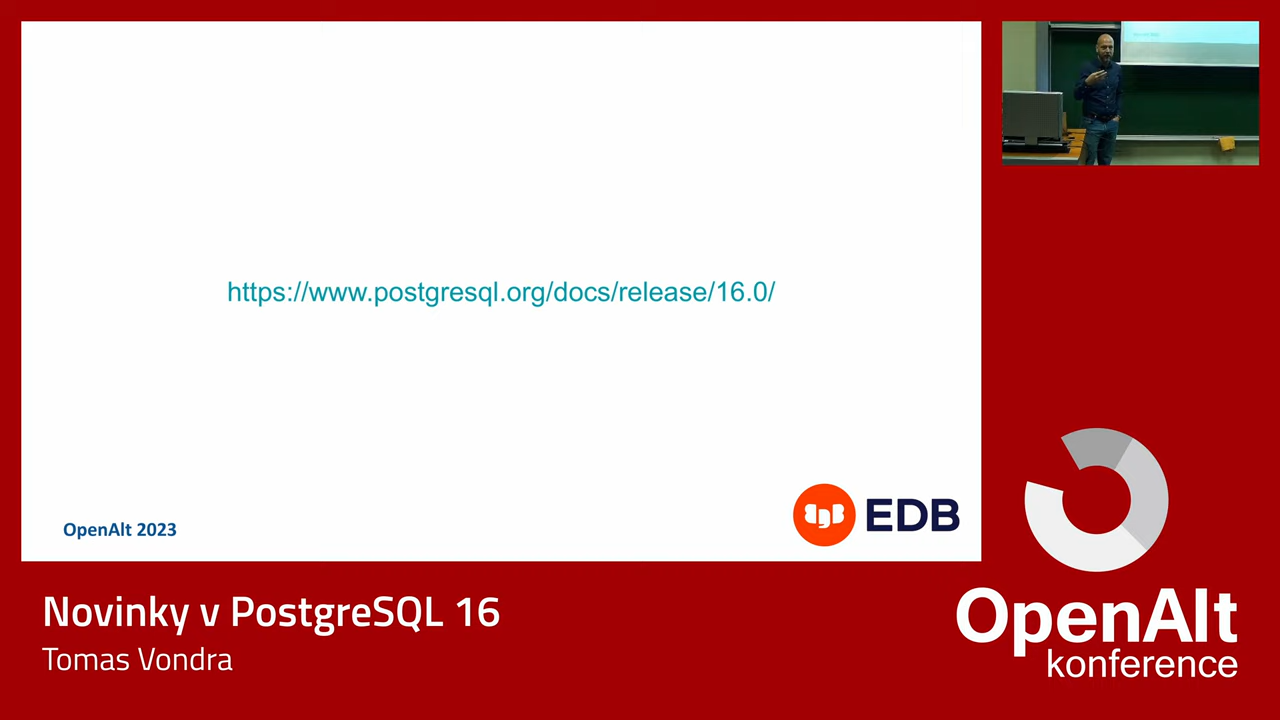 https://www.postgresql.org/docs/release/16.0/
OpenAlt 2023
EDB
Novinky v PostgreSQL 16
Tomas Vondra
OpenAlt
konference